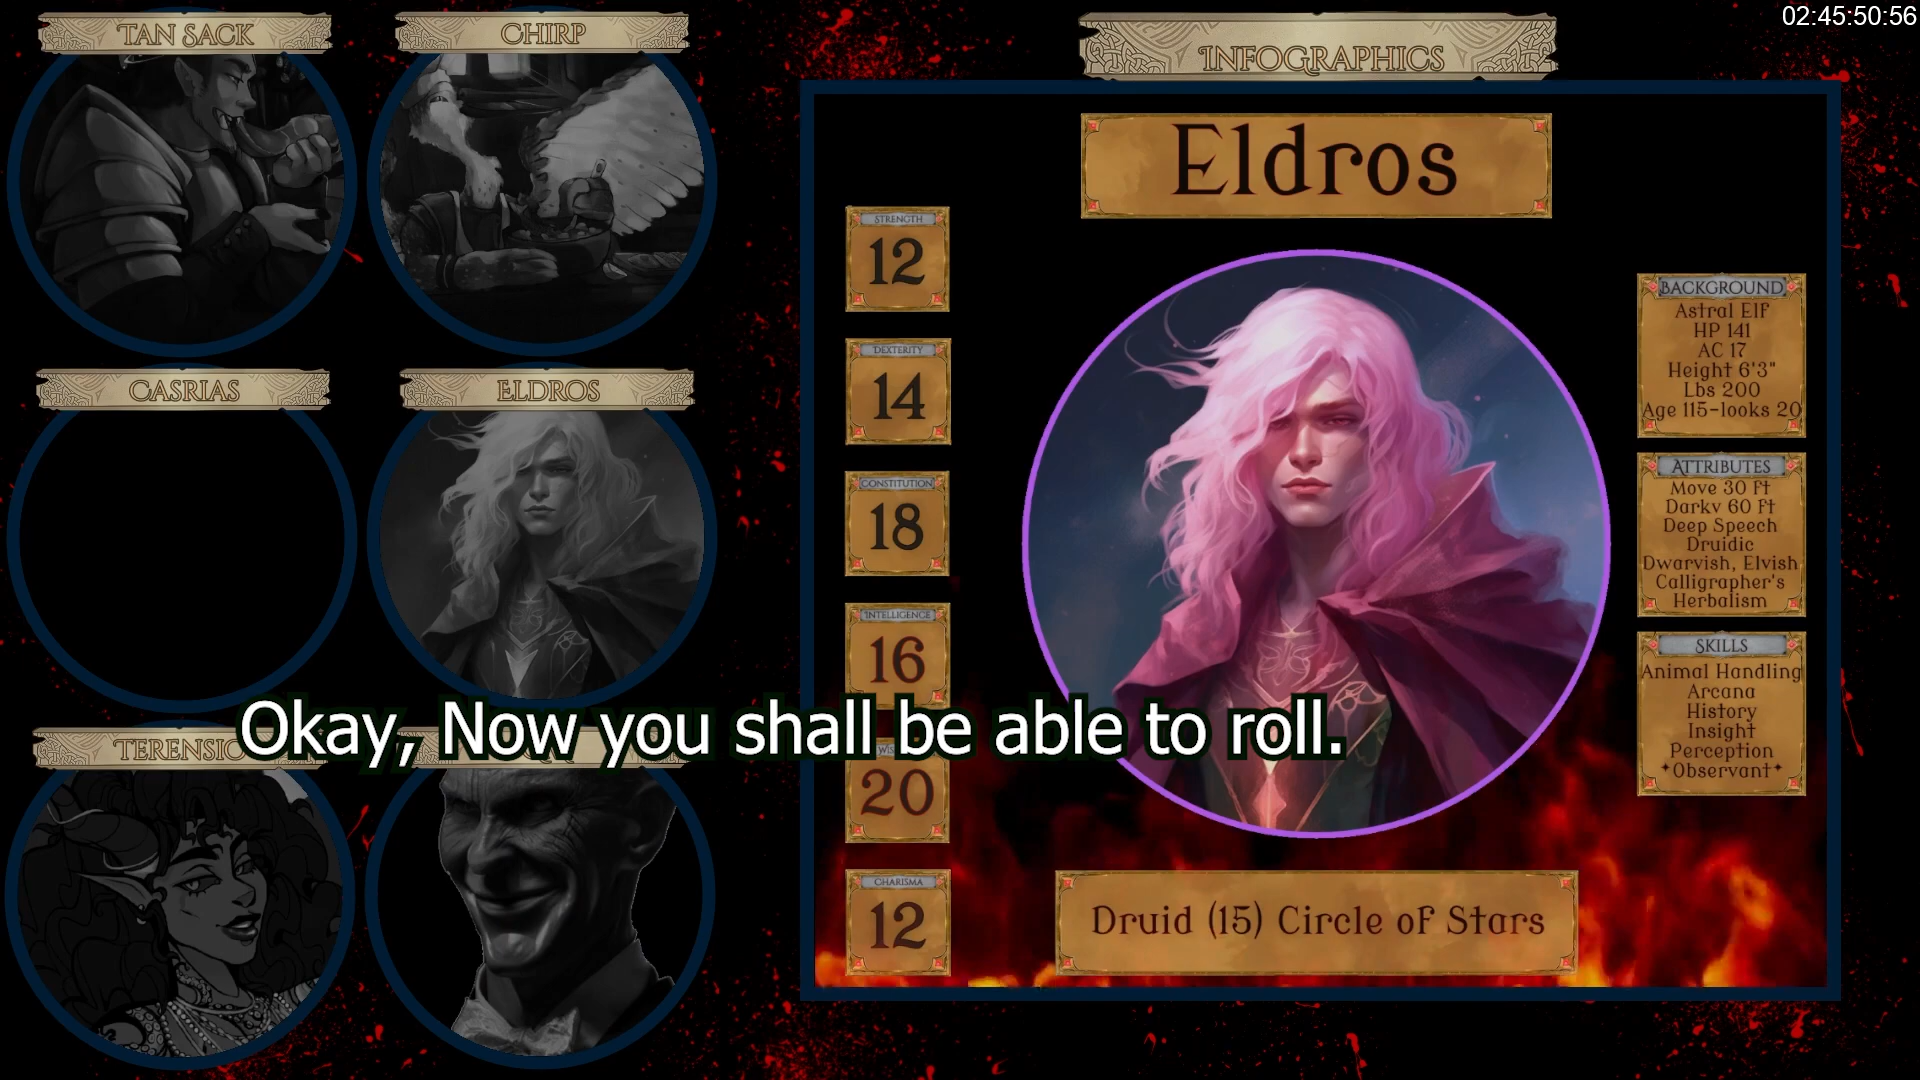 02:45:50:56
TAN SACK
CHIRP
INFOGRAPHICS
Eldros
STRENGTH
12
DEXTERITY
14
CONSTITUTION
18
INTELLIGENCE
16
20
CHARISMA
12
BACKGROUND
Astral Elf
HP 141
AC 17
Height 6'3"
Lbs 200
Age 115-looks 20
ATTRIBUTES
Move 30 ft
Darkv 60 ft
Deep Speech
Druidic
Dwarvish, Elvish
Calligrapher's
Herbalism
SKILLS
Animal Handling
Arcana
History
Insight
Perception
*Observant*
CASRIAS
ELDROS
TERENSIO
Okay, Now you shall be able to roll.
Druid (15) Circle of Stars